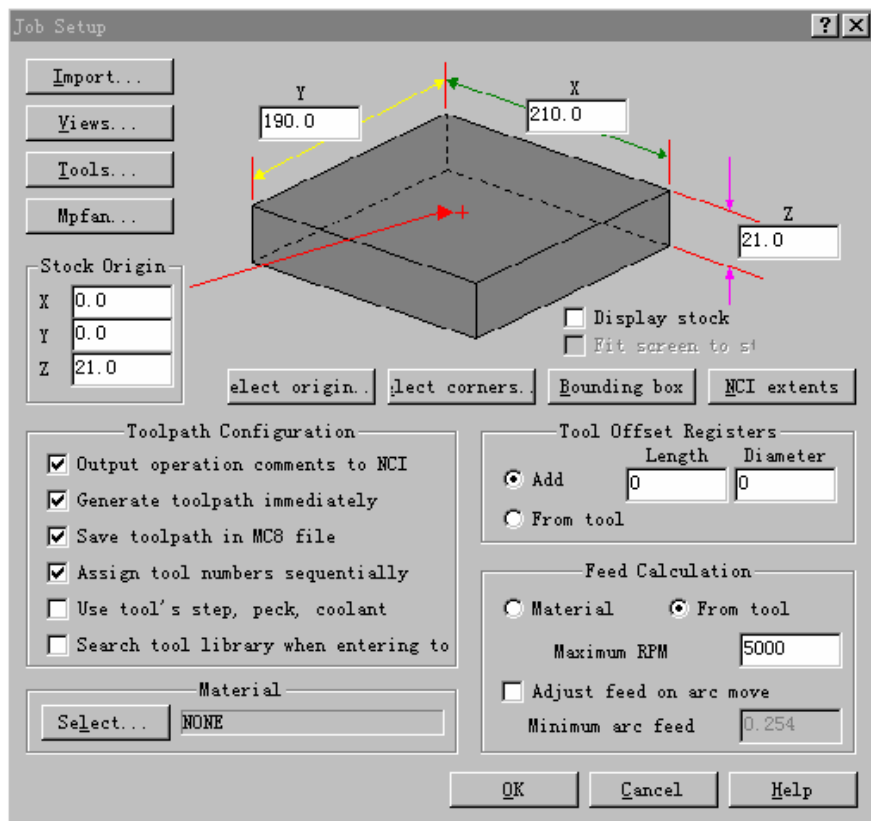 Job Setup
Import...
Views...
Tools...
Mpfan...
Y
190.0
X
210.0
Z
21.0
Stock Origin
X 0.0
Y 0.0
Z 21.0
Display stock
Fit screen to st
elect origin..
lect corners..
Bounding box
NCI extents
Toolpath Configuration
Output operation comments to NCI
Generate toolpath immediately
Save toolpath in MC8 file
Assign tool numbers sequentially
Use tool's step, peck, coolant
Search tool library when entering to
Material
Select... NONE
Tool Offset Registers
Length Diameter
Add 0 0
From tool
Feed Calculation
Material From tool
Maximum RPM 5000
Adjust feed on arc move
Minimum arc feed 0.254
OK Cancel Help